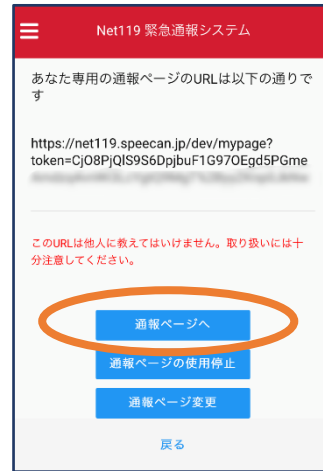 Net119 緊急通報システム
あなた専用の通報ページのURLは以下の通りで
す
https://net119.speecan.jp/dev/mypage?
token=CjO8PjQIS9S6DpjbuF1G97OEgd5PGme
このURLは他人に教えてはいけません。取り扱いには十
分注意してください。
通報ページへ
通報ページの使用停止
通報ページ変更
戻る